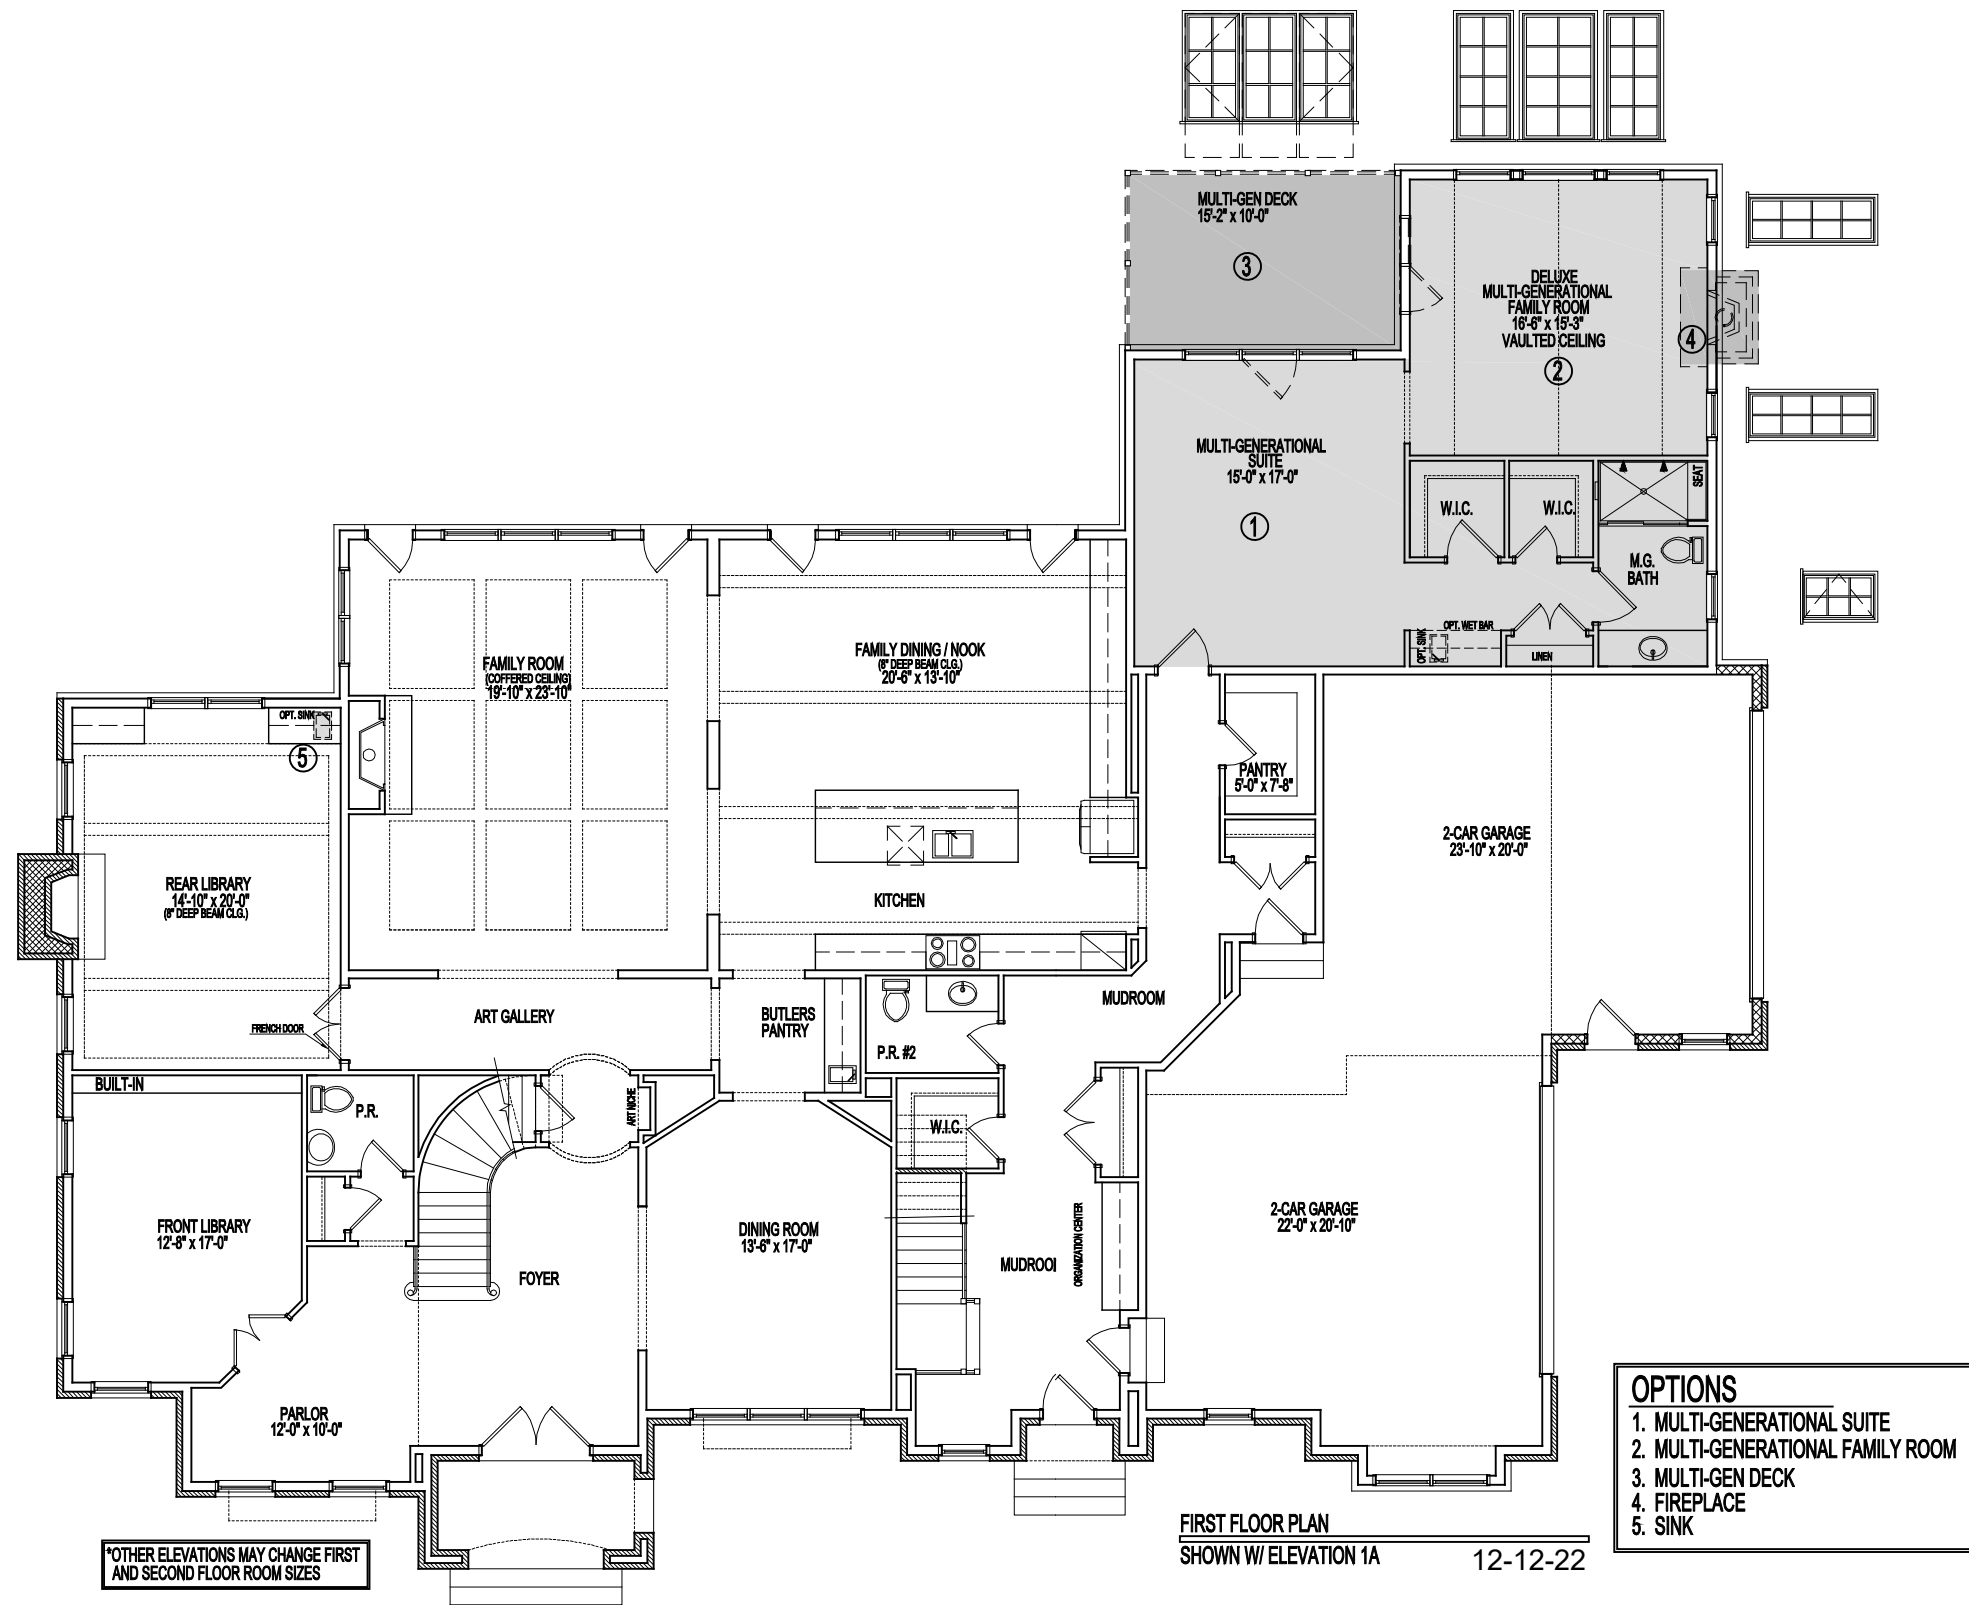 MULTI-GEN DECK
15'-2" x 10'-0"
3
DELUXE
MULTI-GENERATIONAL
FAMILY ROOM
16'-6" x 15'-3"
VAULTED CEILING
2
4
MULTI-GENERATIONAL
SUITE
15'-0" x 17'-0"
1
W.I.C.
W.I.C.
SEAT
M.G.
BATH
OPT. WET BAR
OPT. SINK
LINEN
FAMILY ROOM
(COFFERED CEILING)
19'-10" x 23'-10"
FAMILY DINING / NOOK
(8" DEEP BEAM CLG.)
20'-6" x 13'-10"
OPT. SINK
5
PANTRY
5'-0" x 7'-8"
2-CAR GARAGE
23'-10" x 20'-0"
REAR LIBRARY
14'-10" x 20'-0"
(8" DEEP BEAM CLG.)
KITCHEN
MUDROOM
ART GALLERY
BUTLERS
PANTRY
FRENCH DOOR
P.R. #2
BUILT-IN
P.R.
ART NICHE
W.I.C.
FRONT LIBRARY
12'-8" x 17'-0"
FOYER
DINING ROOM
13'-6" x 17'-0"
MUDROOI
ORGANIZATION CENTER
2-CAR GARAGE
22'-0" x 20'-10"
PARLOR
12'-0" x 10'-0"
OPTIONS
1. MULTI-GENERATIONAL SUITE
2. MULTI-GENERATIONAL FAMILY ROOM
3. MULTI-GEN DECK
4. FIREPLACE
5. SINK
FIRST FLOOR PLAN
SHOWN W/ ELEVATION 1A
12-12-22
*OTHER ELEVATIONS MAY CHANGE FIRST
AND SECOND FLOOR ROOM SIZES